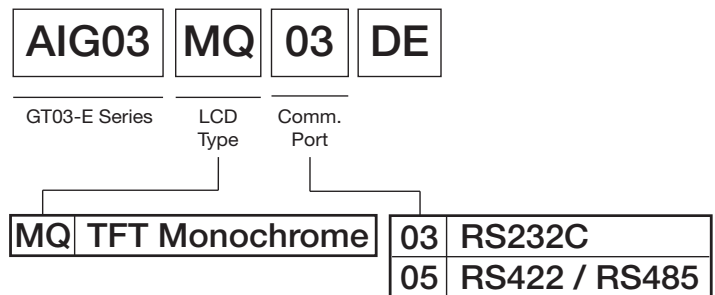 AIG03 MQ 03 DE
GT03-E Series LCD Type Comm. Port
MQ TFT Monochrome
03 RS232C
05 RS422 / RS485